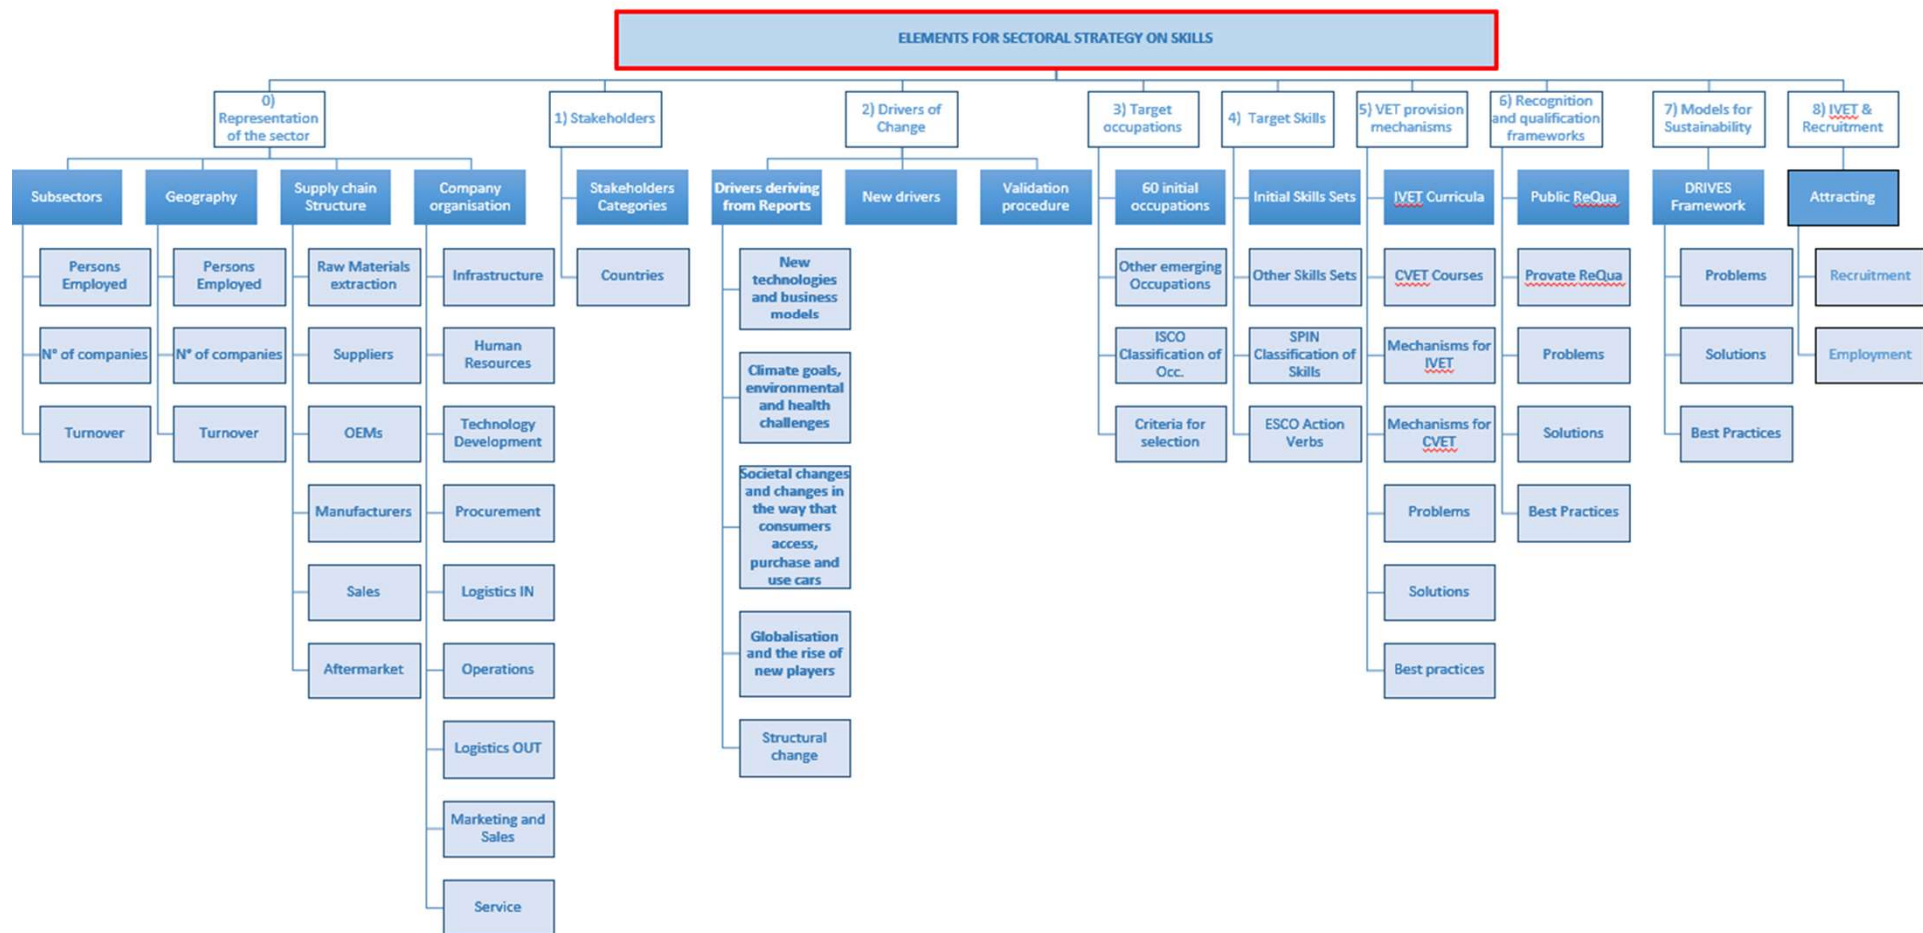 ELEMENTS FOR SECTORAL STRATEGY ON SKILLS
0)
Representation
of the sector
1) Stakeholders
2) Drivers of
Change
3) Target
occupations
4) Target Skills
5) VET provision
mechanisms
6) Recognition
and qualification
frameworks
7) Models for
Sustainability
8) IVET &
Recruitment
Subsectors
Persons
Employed
N° of companies
Turnover
Geography
Persons
Employed
N° of companies
Turnover
Supply chain
Structure
Raw Materials
extraction
Suppliers
OEMs
Manufacturers
Sales
Aftermarket
Company
organisation
Infrastructure
Human
Resources
Technology
Development
Procurement
Logistics IN
Operations
Logistics OUT
Marketing and
Sales
Service
Stakeholders
Categories
Countries
Drivers deriving
from Reports
New
technologies
and business
models
Climate goals,
environmental
and health
challenges
Societal changes
and changes in
the way that
consumers
access,
purchase and
use cars
Globalisation
and the rise of
new players
Structural
change
New drivers
Validation
procedure
60 initial
occupations
Other emerging
Occupations
ISCO
Classification of
Occ.
Criteria for
selection
Initial Skills Sets
Other Skills Sets
SPIN
Classification of
Skills
ESCO Action
Verbs
IVET Curricula
CVET Courses
Mechanisms for
IVET
Mechanisms for
CVET
Problems
Solutions
Best practices
Public ReQua
Provate ReQua
Problems
Solutions
Best Practices
DRIVES
Framework
Problems
Solutions
Best Practices
Attracting
Recruitment
Employment